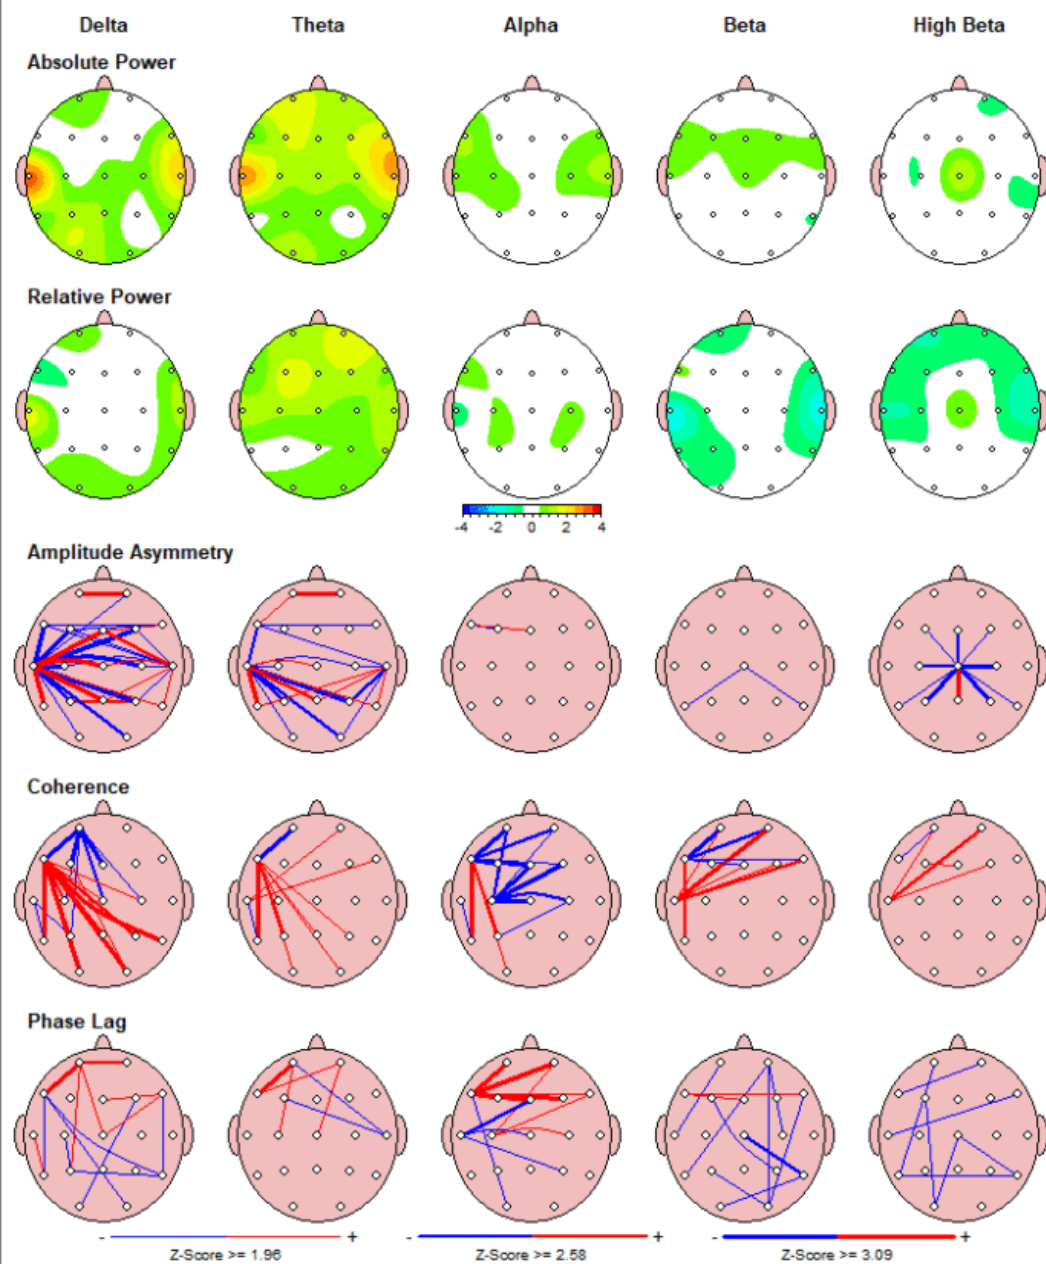 Delta Theta Alpha Beta High Beta
Absolute Power
Relative Power
-4 -2 0 2 4
Amplitude Asymmetry
Coherence
Phase Lag
- + - + - +
Z-Score >= 1.96 Z-Score >= 2.58 Z-Score >= 3.09